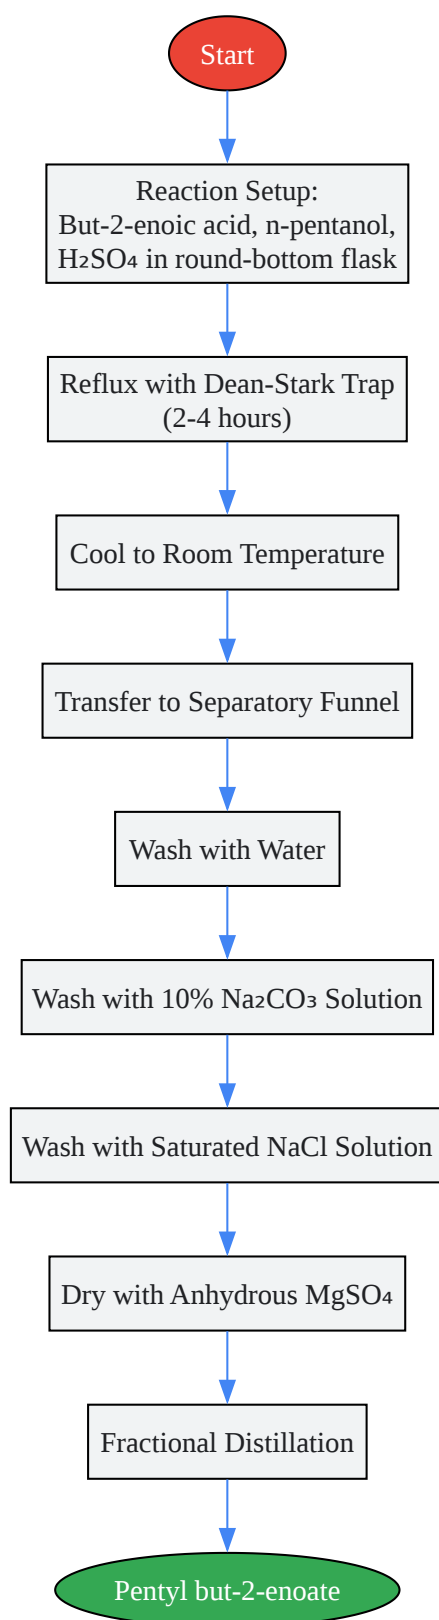 Start
Reaction Setup:
But-2-enoic acid, n-pentanol,
H₂SO₄ in round-bottom flask
Reflux with Dean-Stark Trap
(2-4 hours)
Cool to Room Temperature
Transfer to Separatory Funnel
Wash with Water
Wash with 10% Na₂CO₃ Solution
Wash with Saturated NaCl Solution
Dry with Anhydrous MgSO₄
Fractional Distillation
Pentyl but-2-enoate